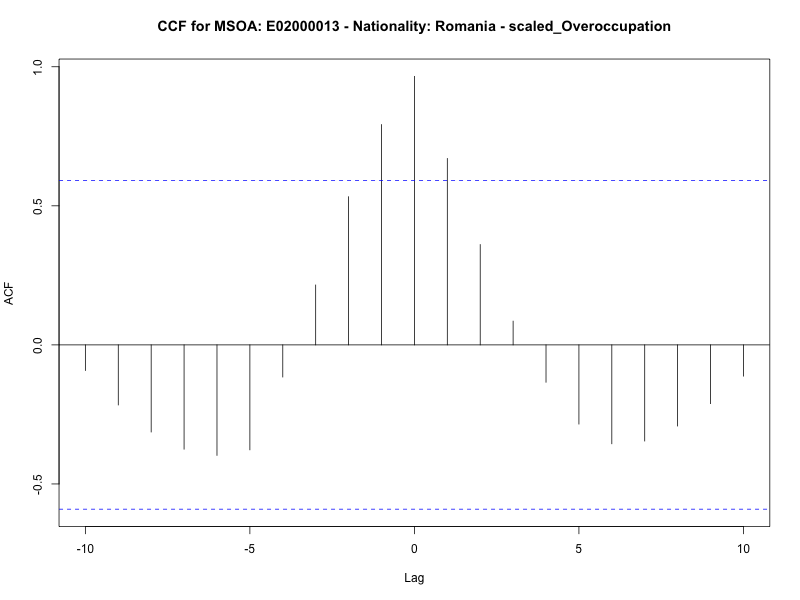 CCF for MSOA: E02000013 - Nationality: Romania - scaled_Overoccupation
1.0
0.5
0.0
-0.5
ACF
-10 -5 0 5 10
Lag